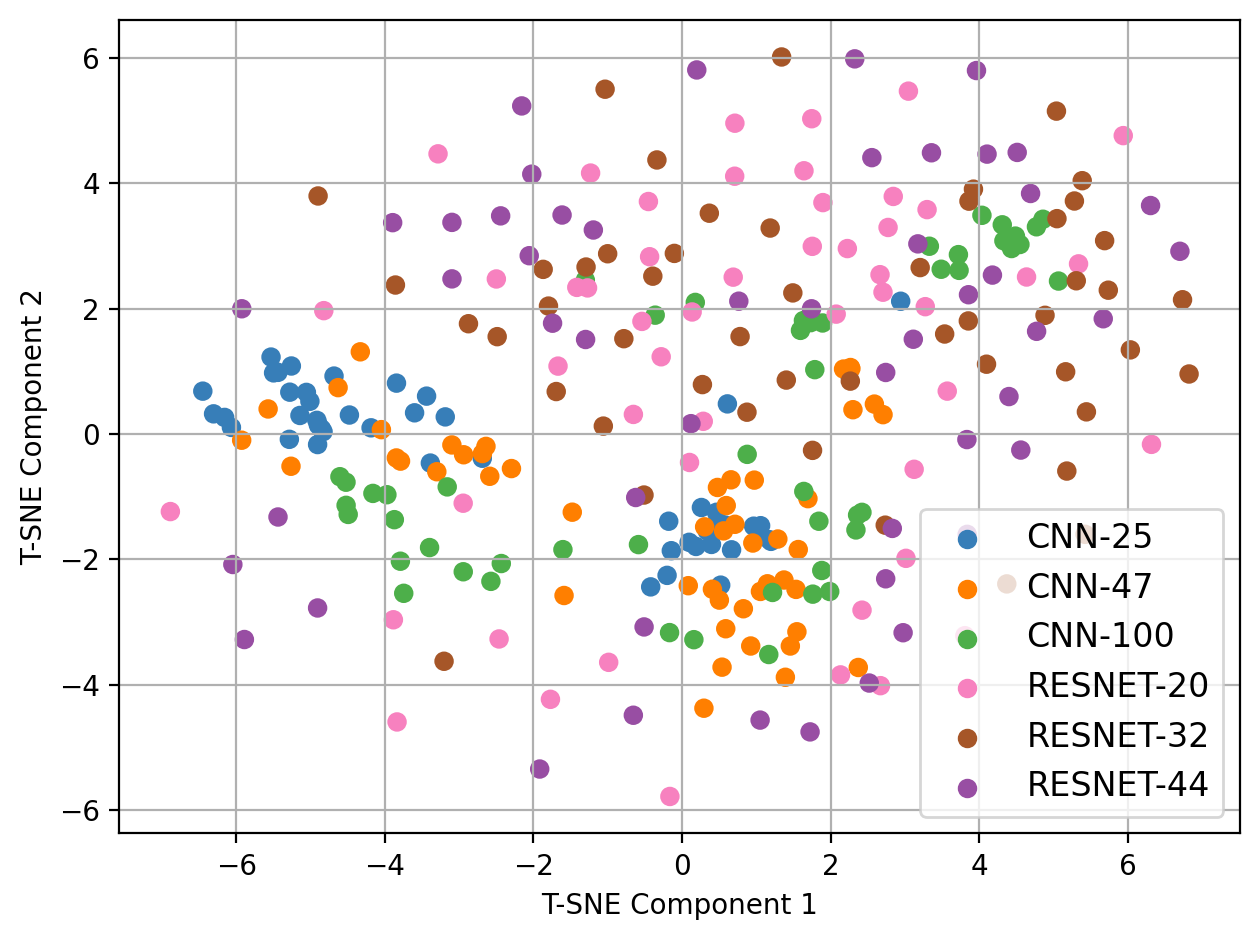 6
4
2
0
−2
−4
−6
T-SNE Component 2
CNN-25
CNN-47
CNN-100
RESNET-20
RESNET-32
RESNET-44
−6 −4 −2 0 2 4 6
T-SNE Component 1